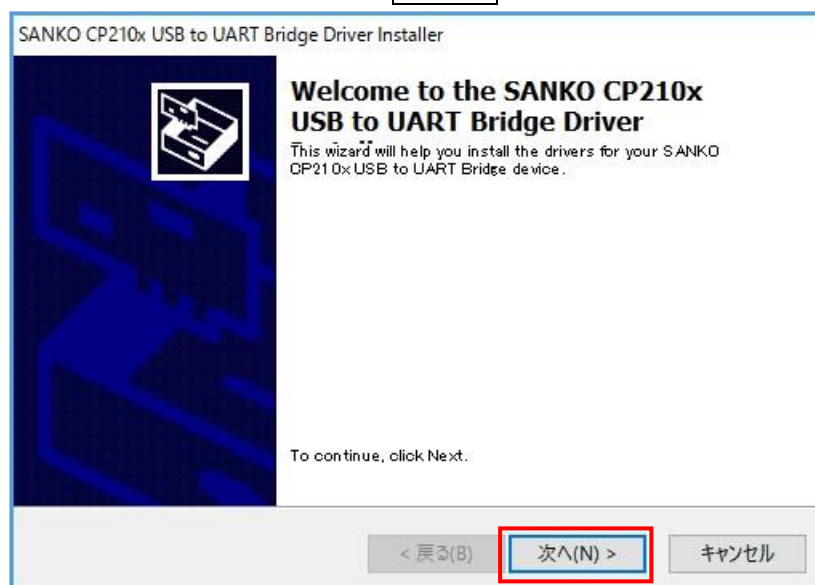 SANKO CP210x USB to UART Bridge Driver Installer
Welcome to the SANKO CP210x
USB to UART Bridge Driver
This wizard will help you install the drivers for your SANKO
CP210x USB to UART Bridge device.
To continue, click Next.
< 戻る(B)
次へ(N) >
キャンセル